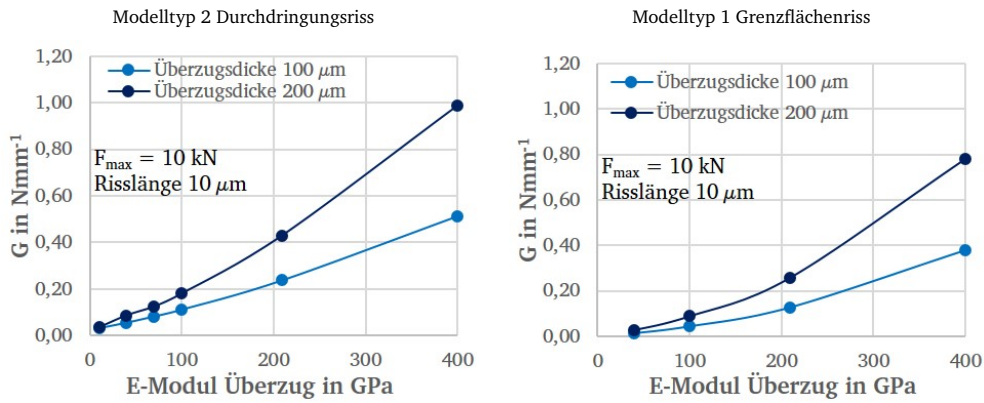 Modelltyp 2 Durchdringungsriss
1,20
1,00
0,80
0,60
0,40
0,20
0,00
G in Nmm-1
Überzugsdicke 100 µm
Überzugsdicke 200 µm
Fmax = 10 kN
Risslänge 10 µm
0 100 200 300 400
E-Modul Überzug in GPa
Modelltyp 1 Grenzflächenriss
1,20
1,00
0,80
0,60
0,40
0,20
0,00
G in Nmm-1
Überzugsdicke 100 µm
Überzugsdicke 200 µm
Fmax = 10 kN
Risslänge 10 µm
0 100 200 300 400
E-Modul Überzug in GPa